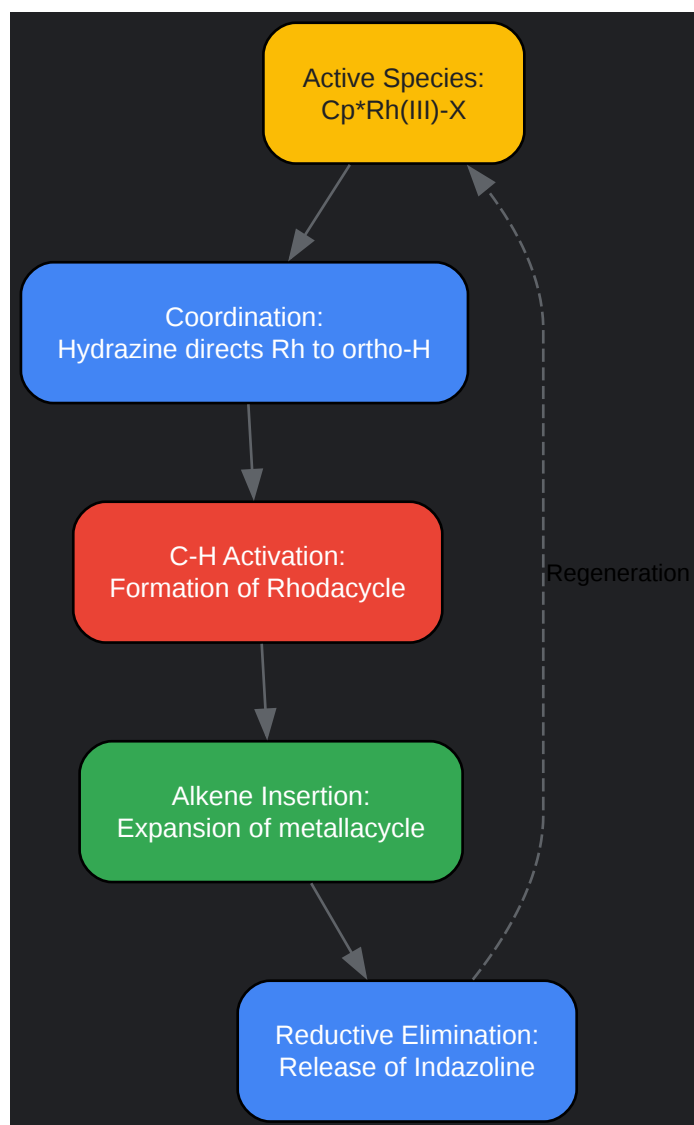 Active Species:
Cp*Rh(III)-X
Coordination:
Hydrazine directs Rh to ortho-H
C-H Activation:
Formation of Rhodacycle
Regeneration
Alkene Insertion:
Expansion of metallacycle
Reductive Elimination:
Release of Indazoline